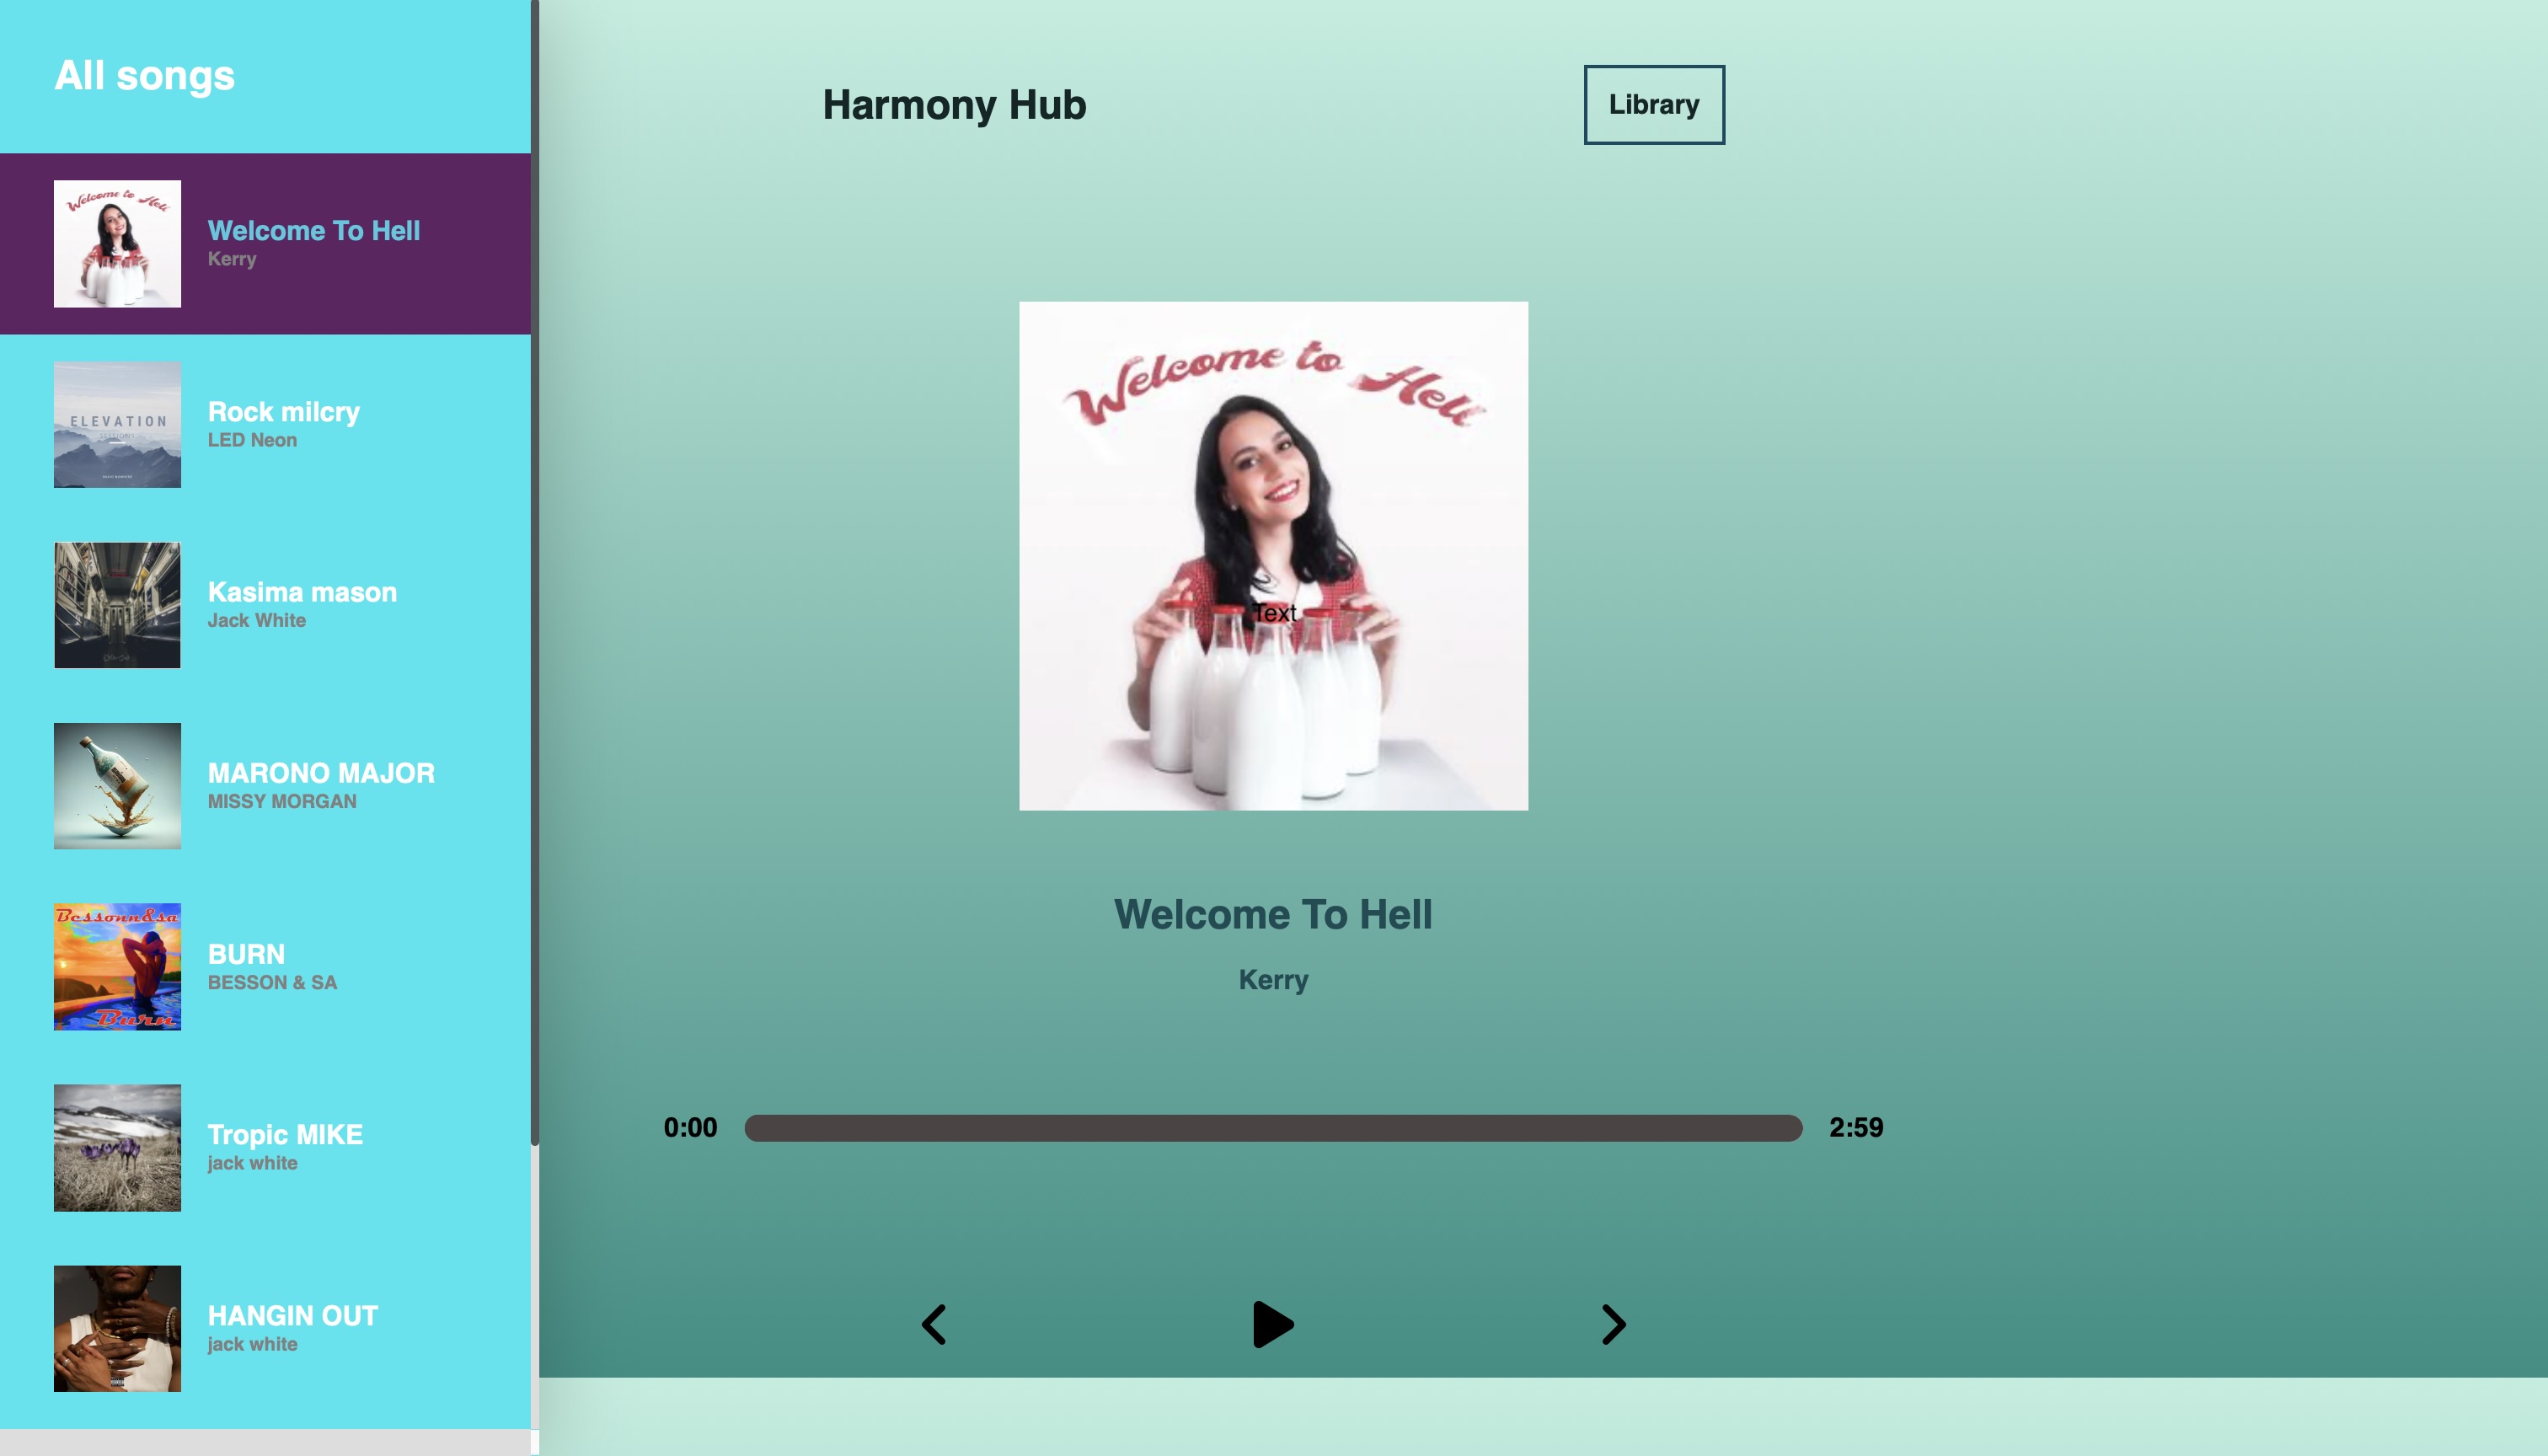 All songs
Harmony Hub
Library
Welcome to Hell
Welcome To Hell
Kerry
ELEVATION
Rock milcry
LED Neon
Kasima mason
Jack White
MARONO MAJOR
MISSY MORGAN
Bessonn&sa
Burn
BURN
BESSON & SA
Tropic MIKE
jack white
HANGIN OUT
jack white
Welcome to Hell
Text
Welcome To Hell
Kerry
0:00
2:59